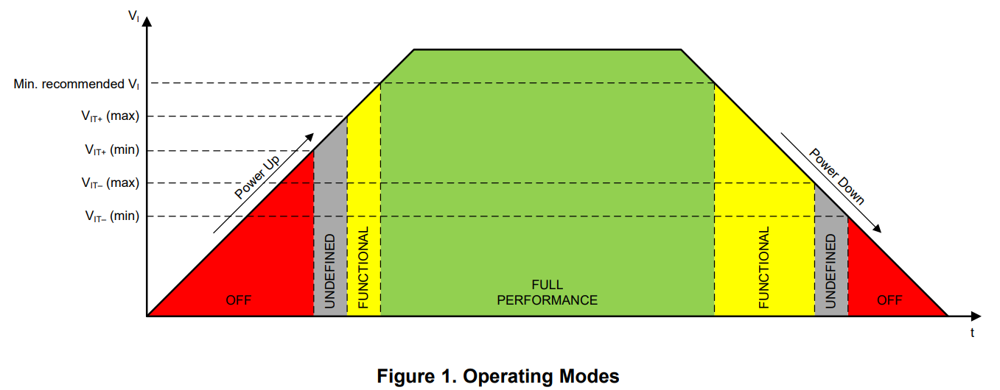 VI
Min. recommended VI
VIT+ (max)
VIT+ (min)
VIT− (max)
VIT− (min)
Power Up
Power Down
OFF
UNDEFINED
FUNCTIONAL
FULL
PERFORMANCE
FUNCTIONAL
UNDEFINED
OFF
t
Figure 1. Operating Modes